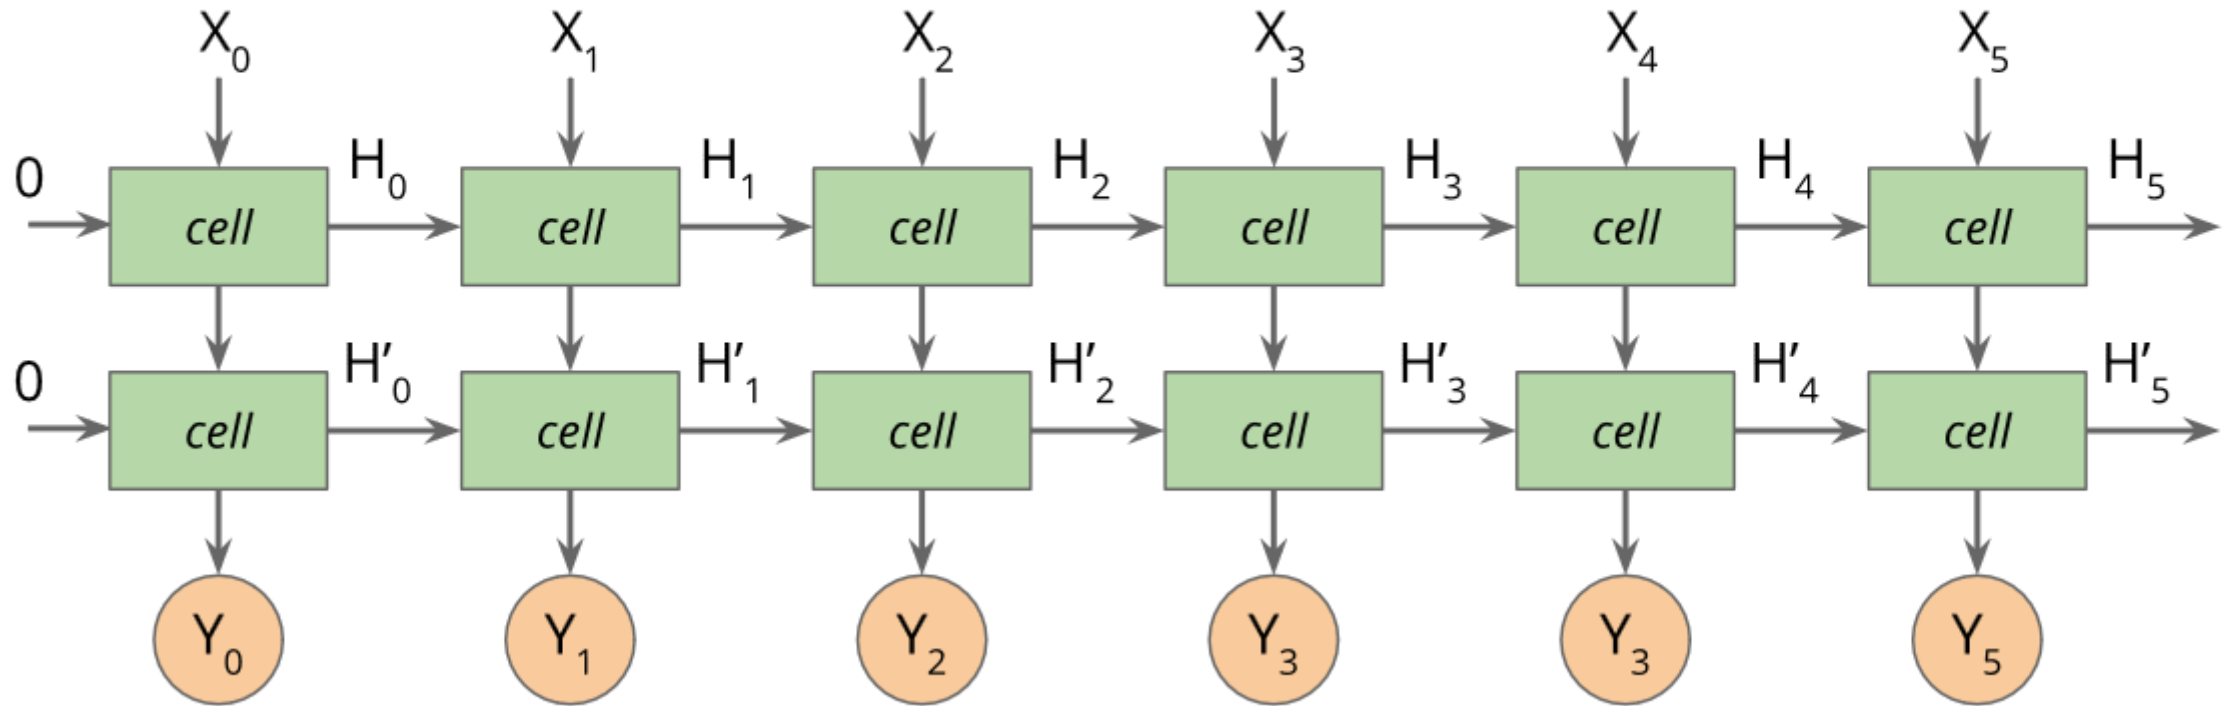 X0 X1 X2 X3 X4 X5
0 H0 H1 H2 H3 H4 H5
cell cell cell cell cell cell
0 H′0 H′1 H′2 H′3 H′4 H′5
cell cell cell cell cell cell
Y0 Y1 Y2 Y3 Y3 Y5